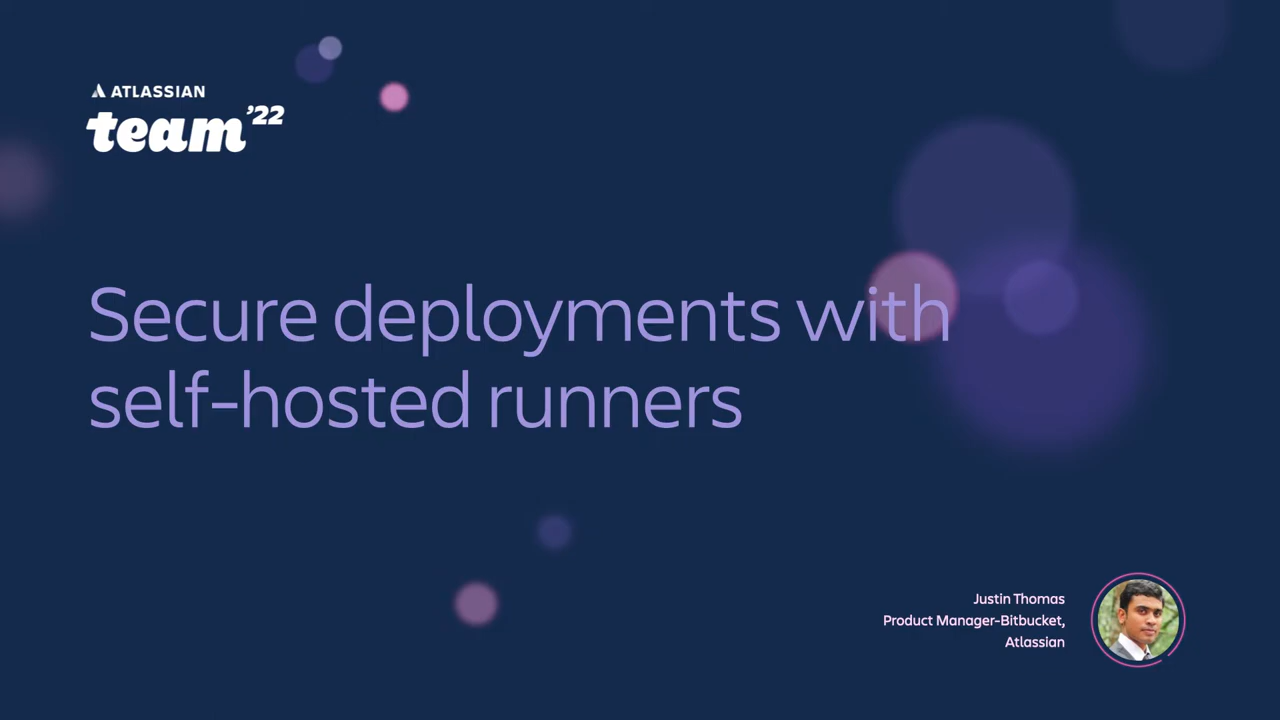 ATLASSIAN
team '22
Secure deployments with
self-hosted runners
Justin Thomas
Product Manager-Bitbucket,
Atlassian